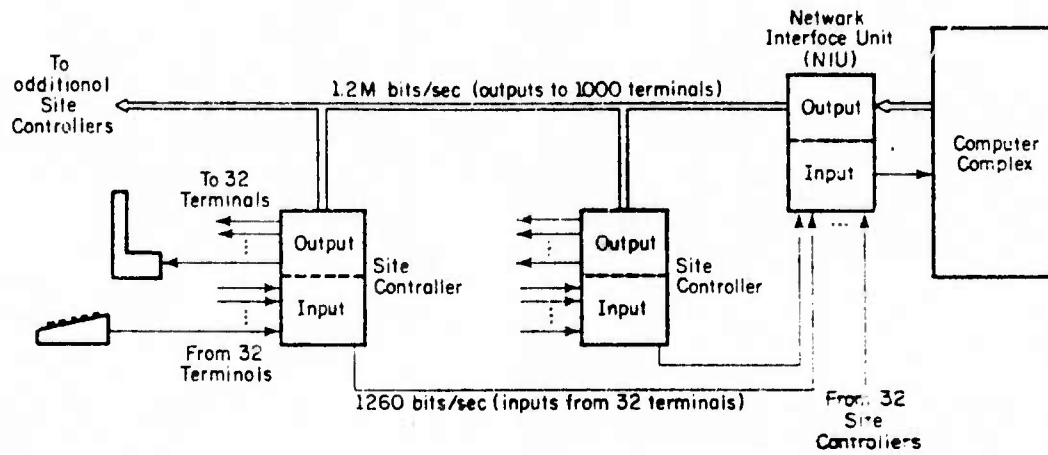 Network
Interface Unit
(NIU)
To
additional
Site
Controllers
1.2M bits/sec (outputs to 1000 terminals)
Output
Input
Computer
Complex
To 32
Terminals
Output
Input
Site
Controller
Output
Input
Site
Controller
From 32
Terminals
1260 bits/sec (inputs from 32 terminals)
From 32
Site
Controllers